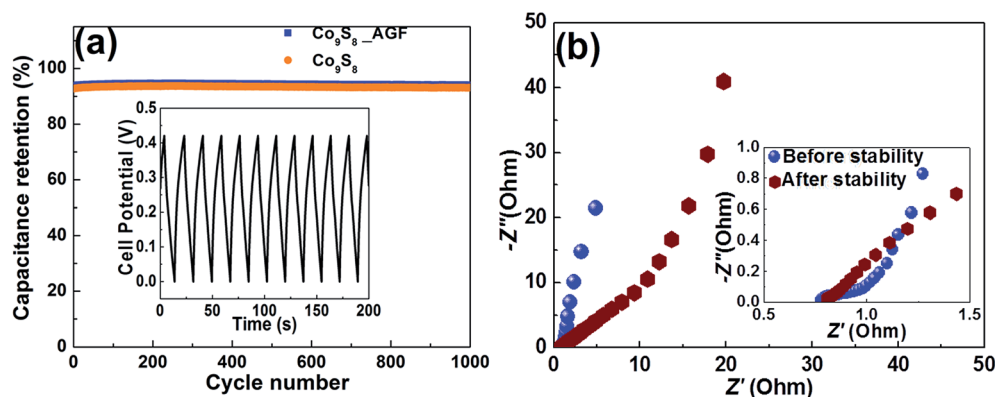 (a)
Co9S8_AGF
Co9S8
Capacitance retention (%)
0
20
40
60
80
100
120
0 200 400 600 800 1000
Cycle number
Cell Potential (V)
0.0
0.1
0.2
0.3
0.4
0.5
0 50 100 150 200
Time (s)
(b)
-Z''(Ohm)
50
40
30
20
10
0
0 10 20 30 40 50
Z' (Ohm)
Before stability
After stability
-Z''(Ohm)
1.0
0.8
0.6
0.4
0.2
0.0
0.5 1.0 1.5
Z' (Ohm)